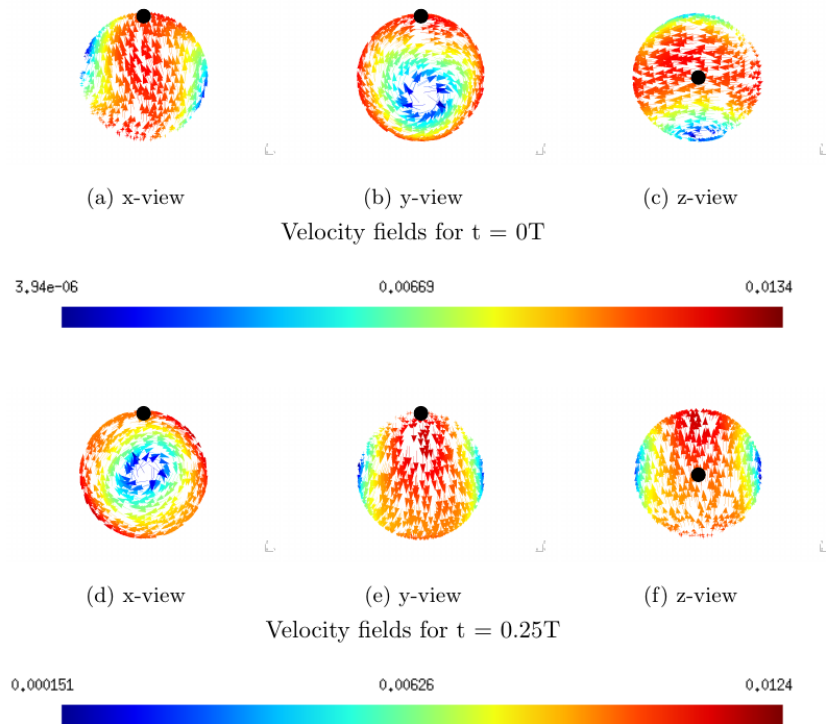 (a) x-view
(b) y-view
(c) z-view
Velocity fields for t = 0T
3.94e-06
0.00669
0.0134
(d) x-view
(e) y-view
(f) z-view
Velocity fields for t = 0.25T
0.000151
0.00626
0.0124